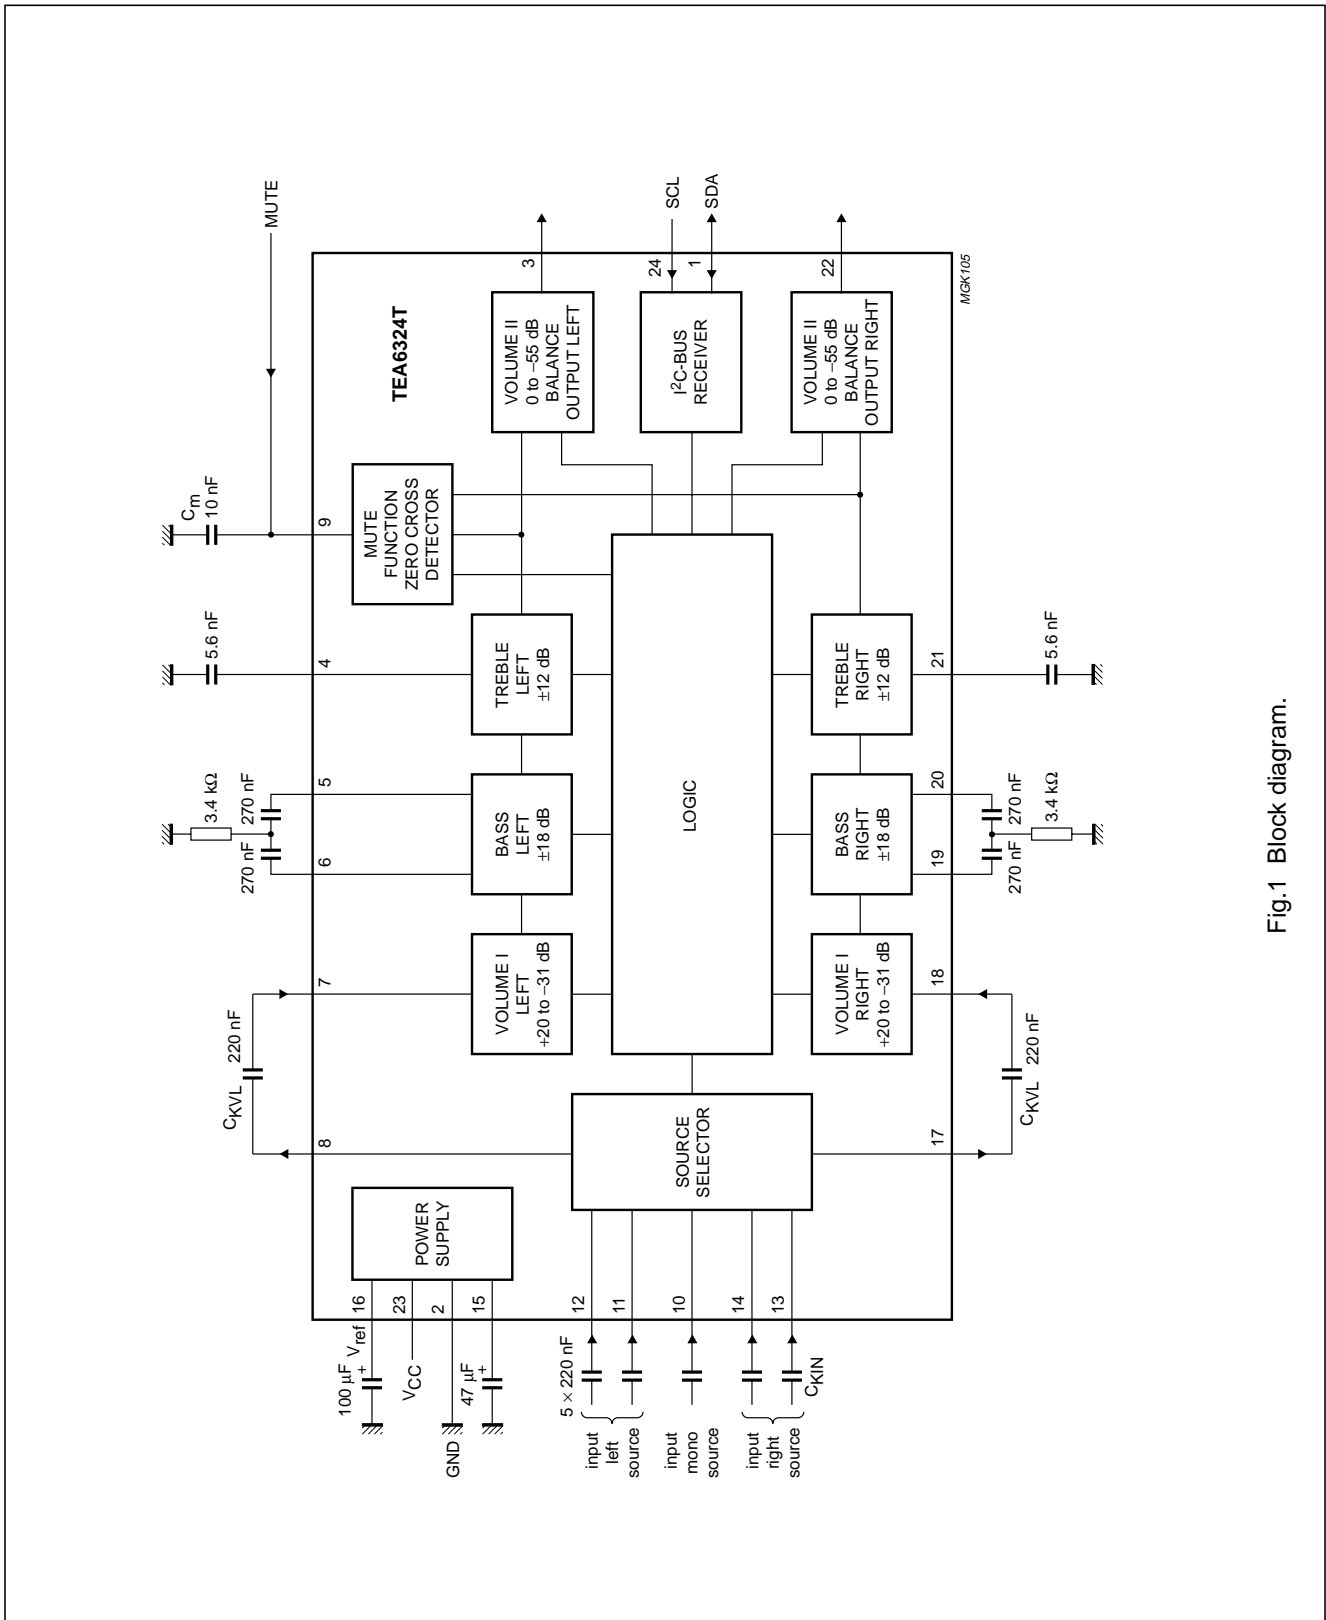 MUTE
Cm
10 nF
5.6 nF
3.4 kΩ
270 nF
270 nF
220 nF
CKVL
9
4
5
6
7
8
TEA6324T
MUTE
FUNCTION
ZERO CROSS
DETECTOR
POWER
SUPPLY
16
23
2
15
Vref
100 µF
+
VCC
47 µF
+
GND
VOLUME I
LEFT
+20 to −31 dB
BASS
LEFT
±18 dB
TREBLE
LEFT
±12 dB
VOLUME II
0 to −55 dB
BALANCE
OUTPUT LEFT
3
5 × 220 nF
12
11
10
14
13
CKIN
input
left
source
input
mono
source
input
right
source
SOURCE
SELECTOR
LOGIC
I2C-BUS
RECEIVER
24
SCL
1
SDA
VOLUME I
RIGHT
+20 to −31 dB
BASS
RIGHT
±18 dB
TREBLE
RIGHT
±12 dB
VOLUME II
0 to −55 dB
BALANCE
OUTPUT RIGHT
22
17
18
19
20
21
CKVL
220 nF
270 nF
270 nF
3.4 kΩ
5.6 nF
MGK105
Fig.1 Block diagram.